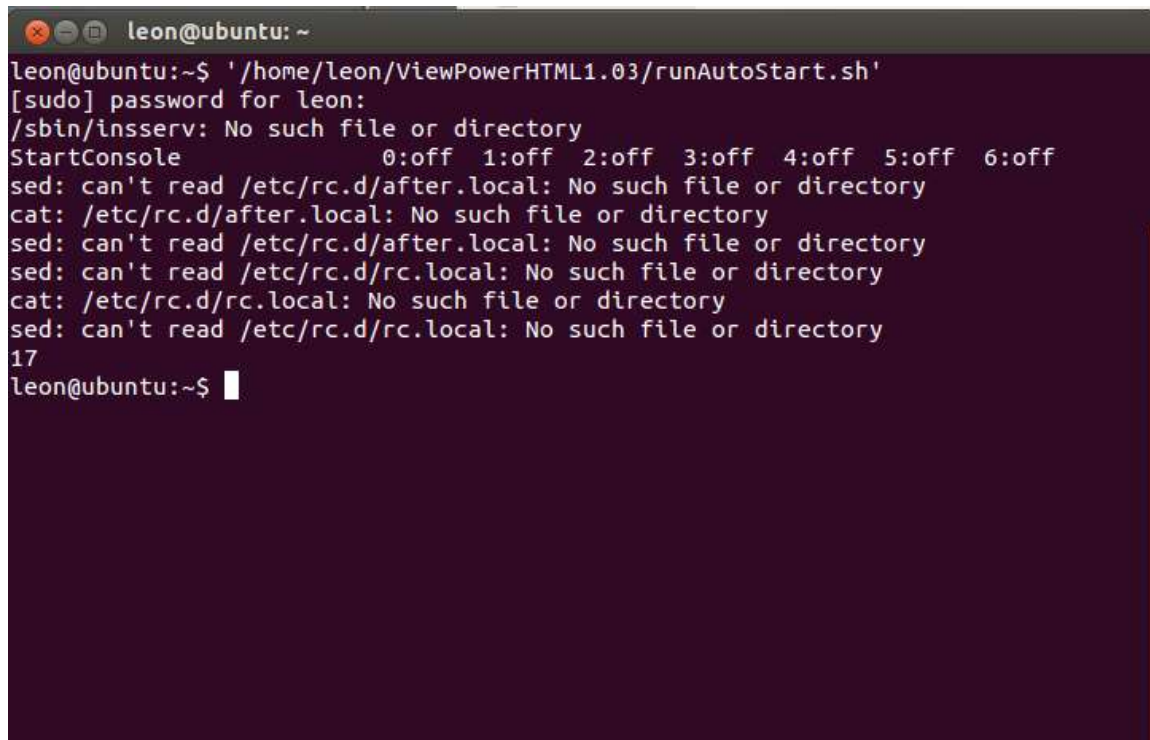 leon@ubuntu: ~
leon@ubuntu:~$ '/home/leon/ViewPowerHTML1.03/runAutoStart.sh'
[sudo] password for leon:
/sbin/insserv: No such file or directory
StartConsole              0:off  1:off  2:off  3:off  4:off  5:off  6:off
sed: can't read /etc/rc.d/after.local: No such file or directory
cat: /etc/rc.d/after.local: No such file or directory
sed: can't read /etc/rc.d/after.local: No such file or directory
sed: can't read /etc/rc.d/rc.local: No such file or directory
cat: /etc/rc.d/rc.local: No such file or directory
sed: can't read /etc/rc.d/rc.local: No such file or directory
17
leon@ubuntu:~$